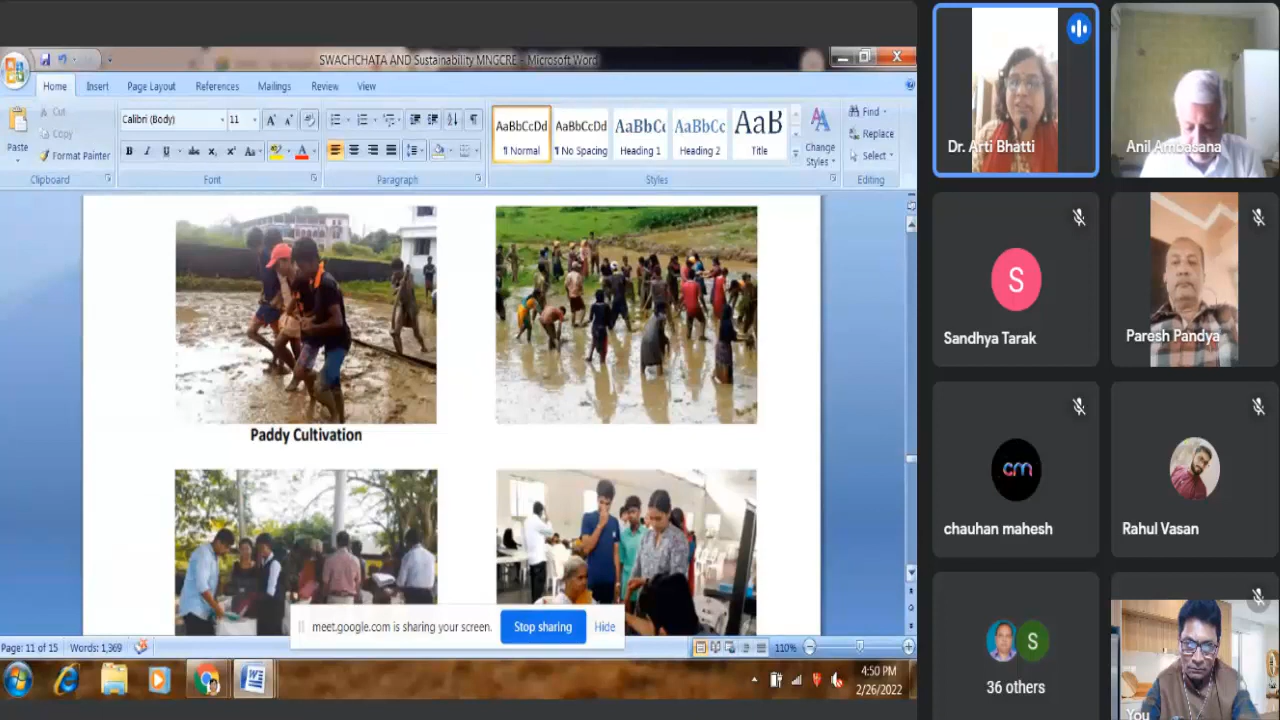 SWACHCHATA AND Sustainability MNGCRE - Microsoft Word
Home Insert Page Layout References Mailings Review View
Paste
Cut
Copy
Format Painter
Clipboard
Calibri (Body) 11
Font
Paragraph
AaBbCcDd AaBbCcDd AaBbCc AaBbCc AaB
¶ Normal ¶ No Spacing Heading 1 Heading 2 Title
Change
Styles
Styles
Find
Replace
Select
Editing
Paddy Cultivation
meet.google.com is sharing your screen. Stop sharing Hide
Page: 11 of 15 Words: 1,369 110%
4:50 PM
2/26/2022
Dr. Arti Bhatti
Anil Ambasana
S
Sandhya Tarak
Paresh Pandya
cm
chauhan mahesh
Rahul Vasan
S
36 others
You